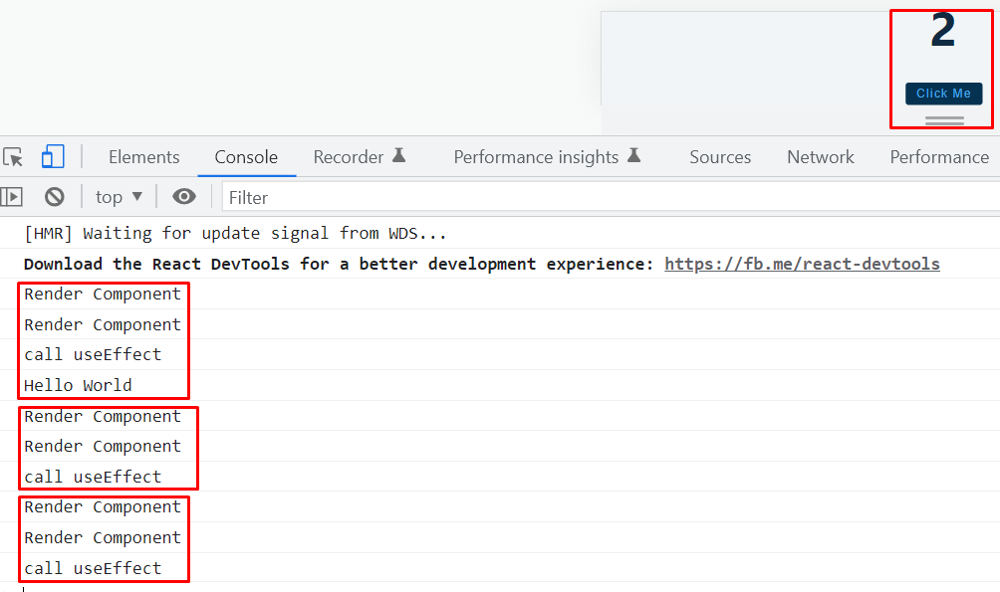 2
Click Me
Elements Console Recorder Performance insights Sources Network Performance
top ▼ Filter
[HMR] Waiting for update signal from WDS...
Download the React DevTools for a better development experience: https://fb.me/react-devtools
Render Component
Render Component
call useEffect
Hello World
Render Component
Render Component
call useEffect
Render Component
Render Component
call useEffect